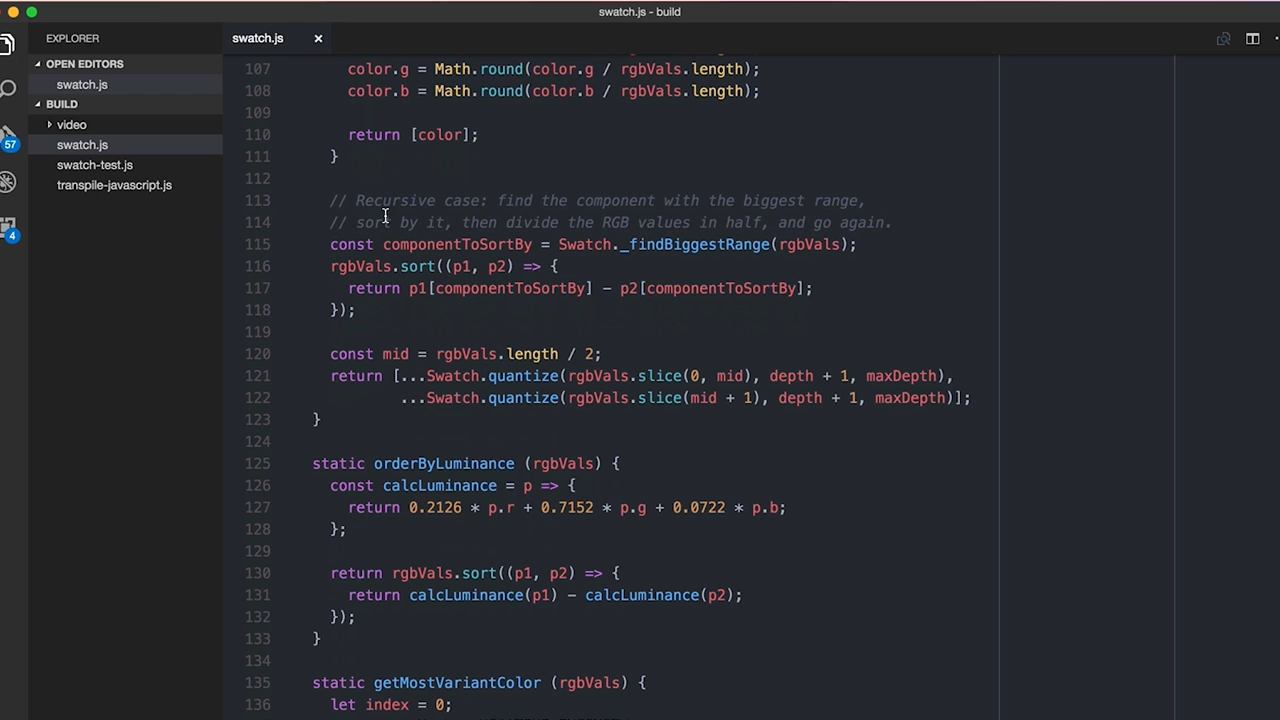 swatch.js - build
EXPLORER
OPEN EDITORS
swatch.js
BUILD
video
swatch.js
swatch-test.js
transpile-javascript.js
57
4
swatch.js ×
107 color.g = Math.round(color.g / rgbVals.length);
108 color.b = Math.round(color.b / rgbVals.length);
109
110 return [color];
111 }
112
113 // Recursive case: find the component with the biggest range,
114 // sort by it, then divide the RGB values in half, and go again.
115 const componentToSortBy = Swatch._findBiggestRange(rgbVals);
116 rgbVals.sort((p1, p2) => {
117 return p1[componentToSortBy] - p2[componentToSortBy];
118 });
119
120 const mid = rgbVals.length / 2;
121 return [...Swatch.quantize(rgbVals.slice(0, mid), depth + 1, maxDepth),
122 ...Swatch.quantize(rgbVals.slice(mid + 1), depth + 1, maxDepth)];
123 }
124
125 static orderByLuminance (rgbVals) {
126 const calcLuminance = p => {
127 return 0.2126 * p.r + 0.7152 * p.g + 0.0722 * p.b;
128 };
129
130 return rgbVals.sort((p1, p2) => {
131 return calcLuminance(p1) - calcLuminance(p2);
132 });
133 }
134
135 static getMostVariantColor (rgbVals) {
136 let index = 0;